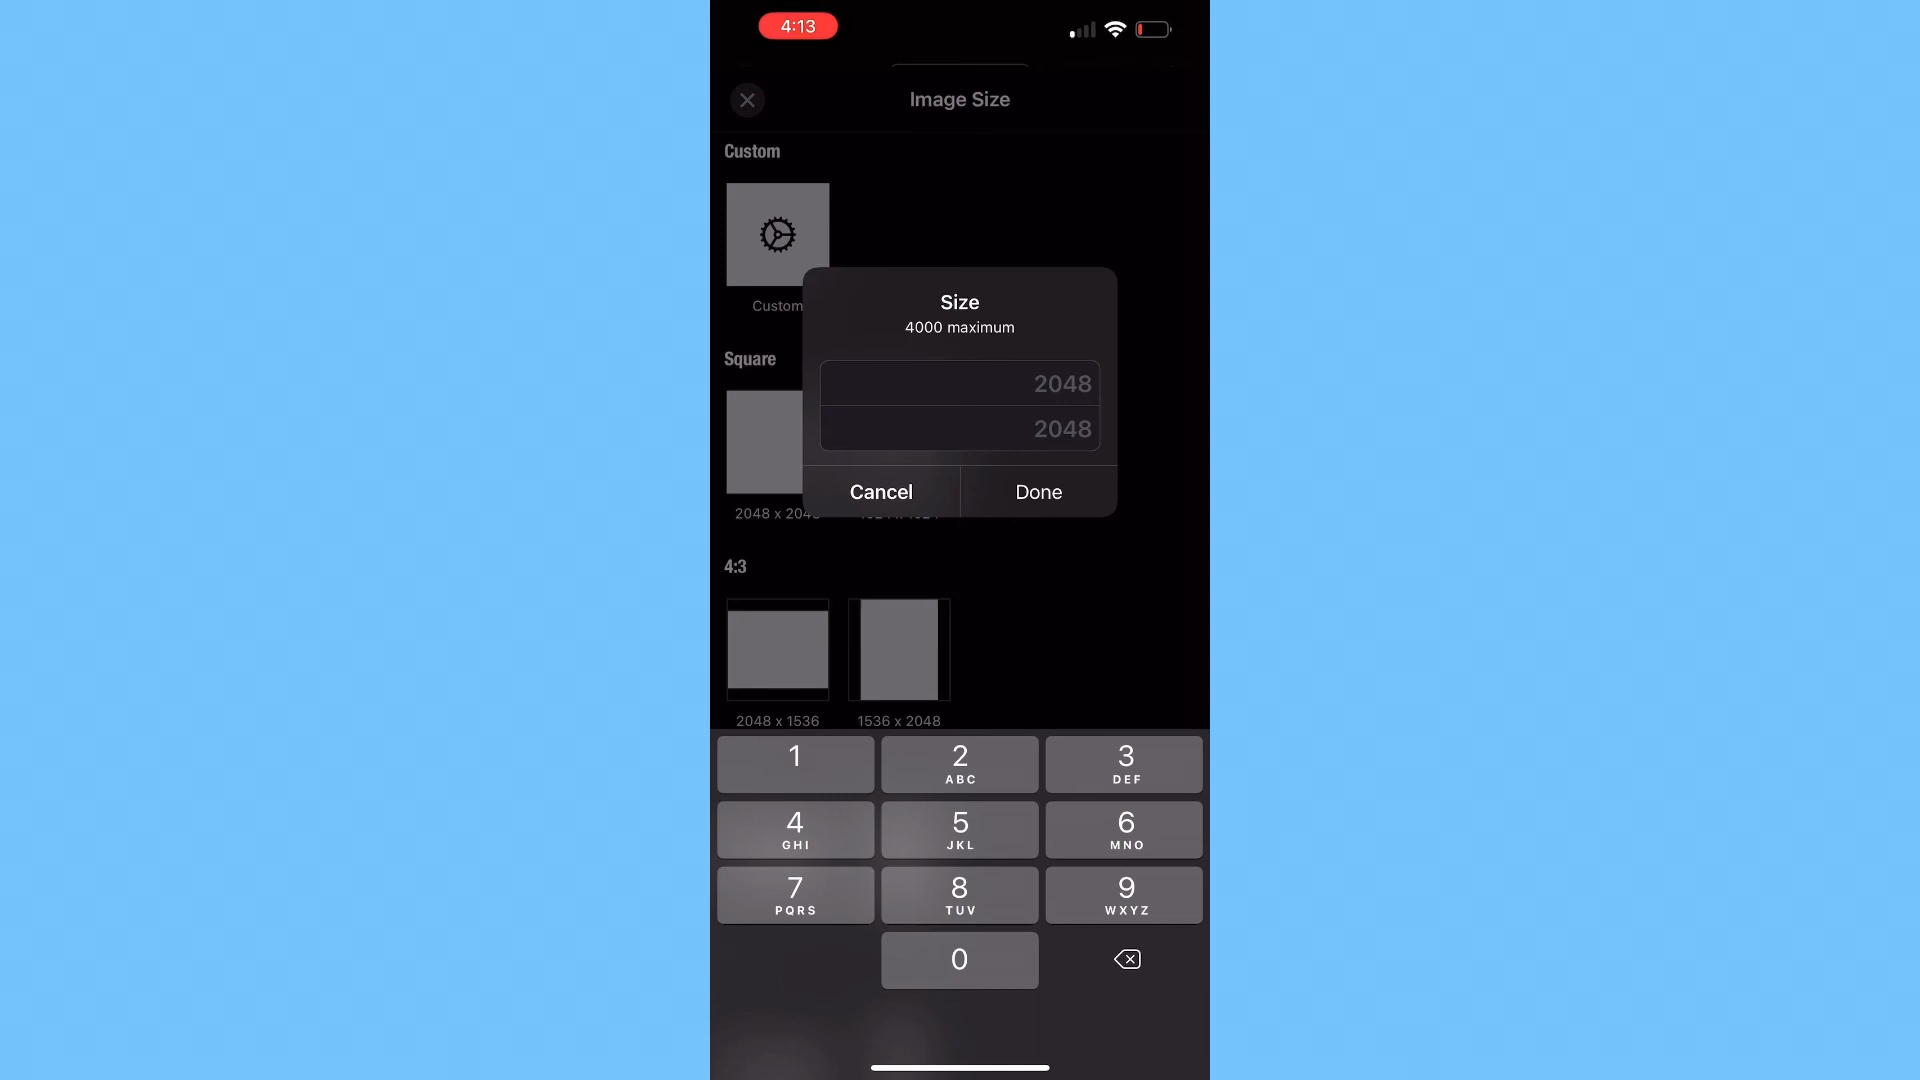 4:13
Image Size
Custom
Custom
Size
4000 maximum
Square
2048
2048
Cancel
Done
2048 x 2048
4:3
2048 x 1536
1536 x 2048
1
2
ABC
3
DEF
4
GHI
5
JKL
6
MNO
7
PQRS
8
TUV
9
WXYZ
0